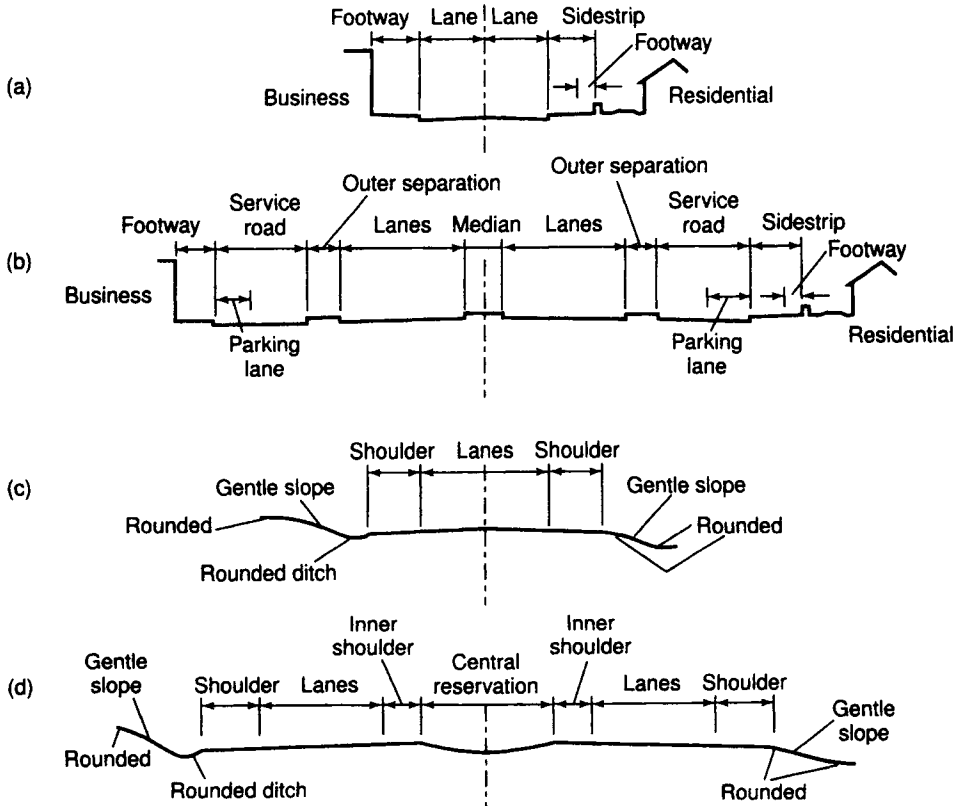 Footway Lane Lane Sidestrip
Footway
(a)
Business
Residential
Outer separation
Outer separation
Service
road
Service
road
Footway
Lanes Median Lanes
Sidestrip
Footway
(b)
Business
Parking
lane
Parking
lane
Residential
Shoulder Lanes Shoulder
(c)
Gentle slope
Gentle slope
Rounded
Rounded
Rounded ditch
Inner
shoulder
Inner
shoulder
Gentle
slope
Central
reservation
(d)
Shoulder Lanes
Lanes Shoulder
Gentle
slope
Rounded
Rounded ditch
Rounded